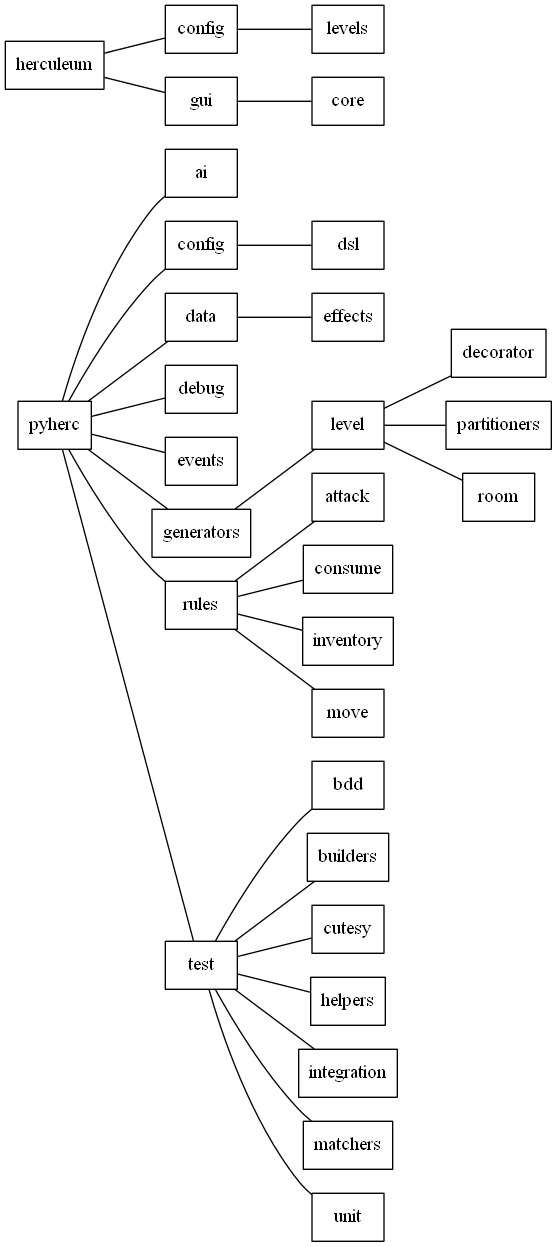 herculeum
config
levels
gui
core
pyherc
ai
config
dsl
data
effects
debug
events
generators
level
decorator
partitioners
room
rules
attack
consume
inventory
move
test
bdd
builders
cutesy
helpers
integration
matchers
unit